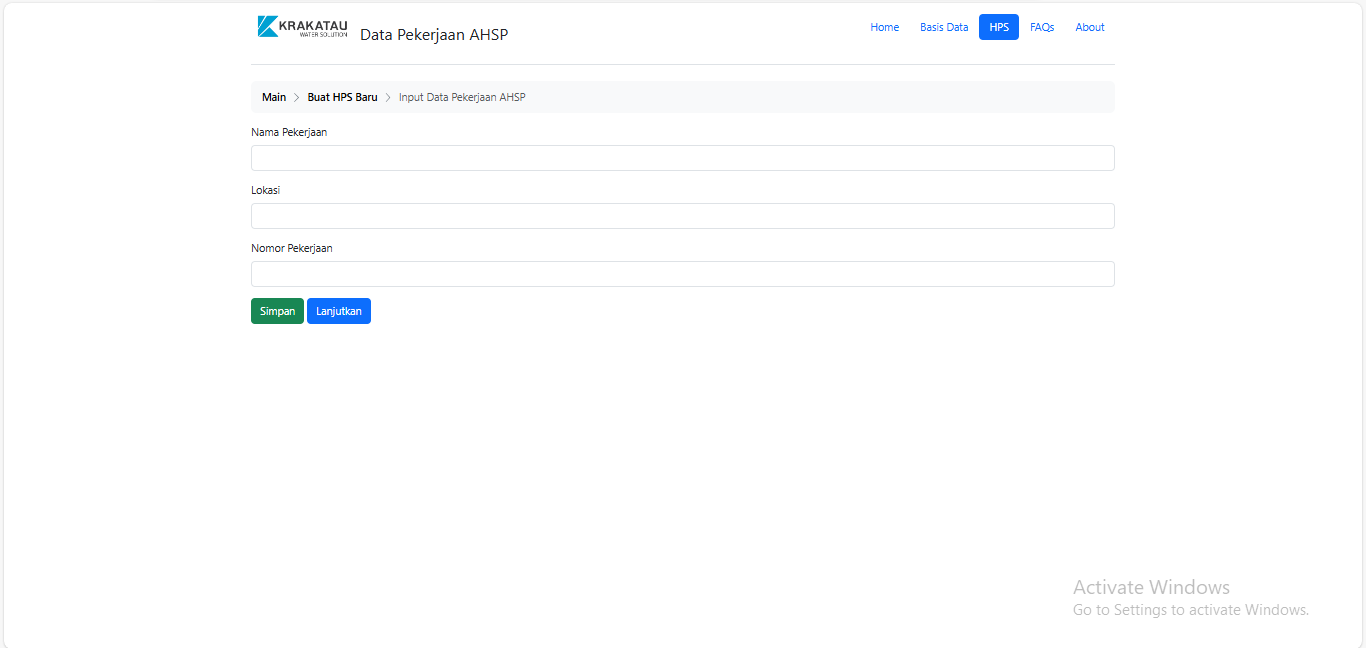 KRAKATAU
WATER SOLUTION
Data Pekerjaan AHSP
Home Basis Data HPS FAQs About
Main > Buat HPS Baru > Input Data Pekerjaan AHSP
Nama Pekerjaan
Lokasi
Nomor Pekerjaan
Simpan Lanjutkan
Activate Windows
Go to Settings to activate Windows.